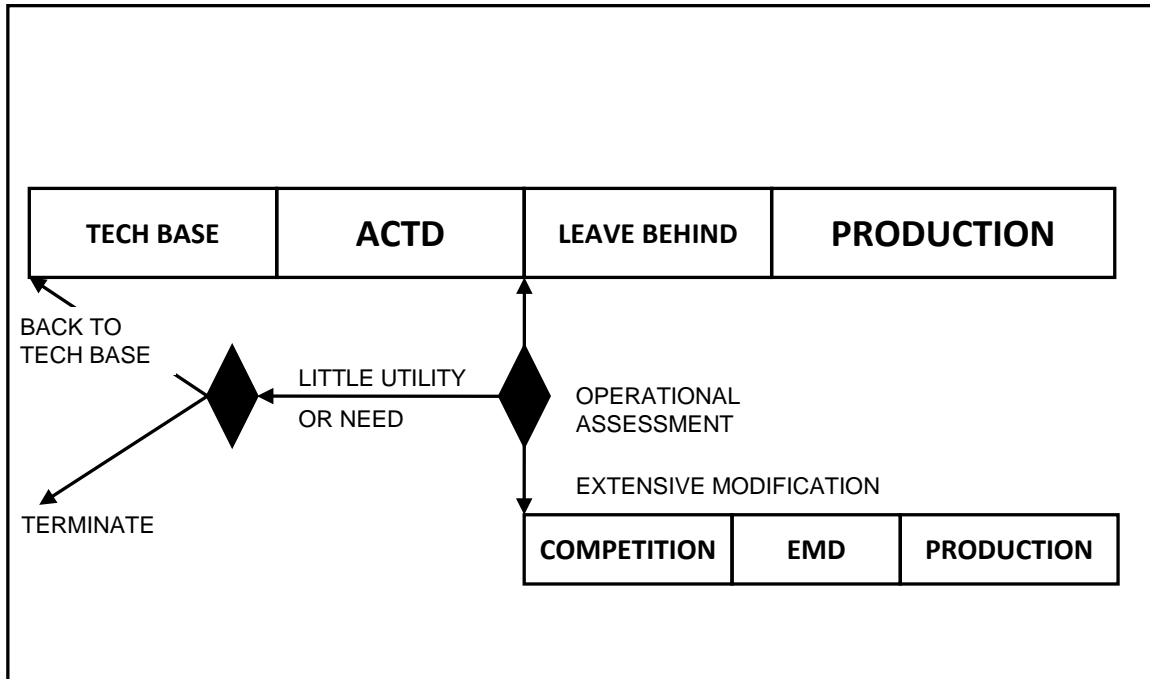 TECH BASE
ACTD
LEAVE BEHIND
PRODUCTION
BACK TO
TECH BASE
LITTLE UTILITY
OR NEED
OPERATIONAL
ASSESSMENT
EXTENSIVE MODIFICATION
TERMINATE
COMPETITION
EMD
PRODUCTION